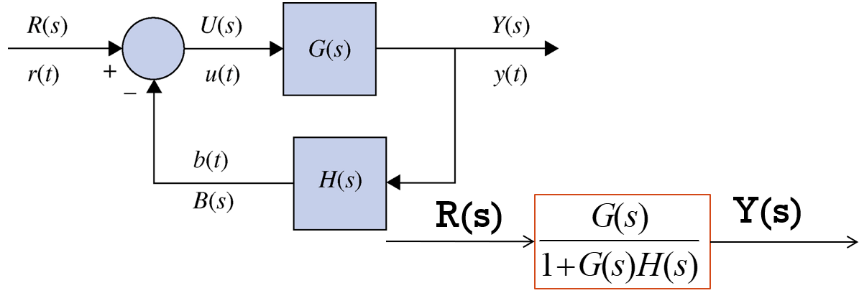 R(s)
r(t)
+
−
U(s)
u(t)
G(s)
Y(s)
y(t)
b(t)
B(s)
H(s)
R(s)
G(s)
1+G(s)H(s)
Y(s)